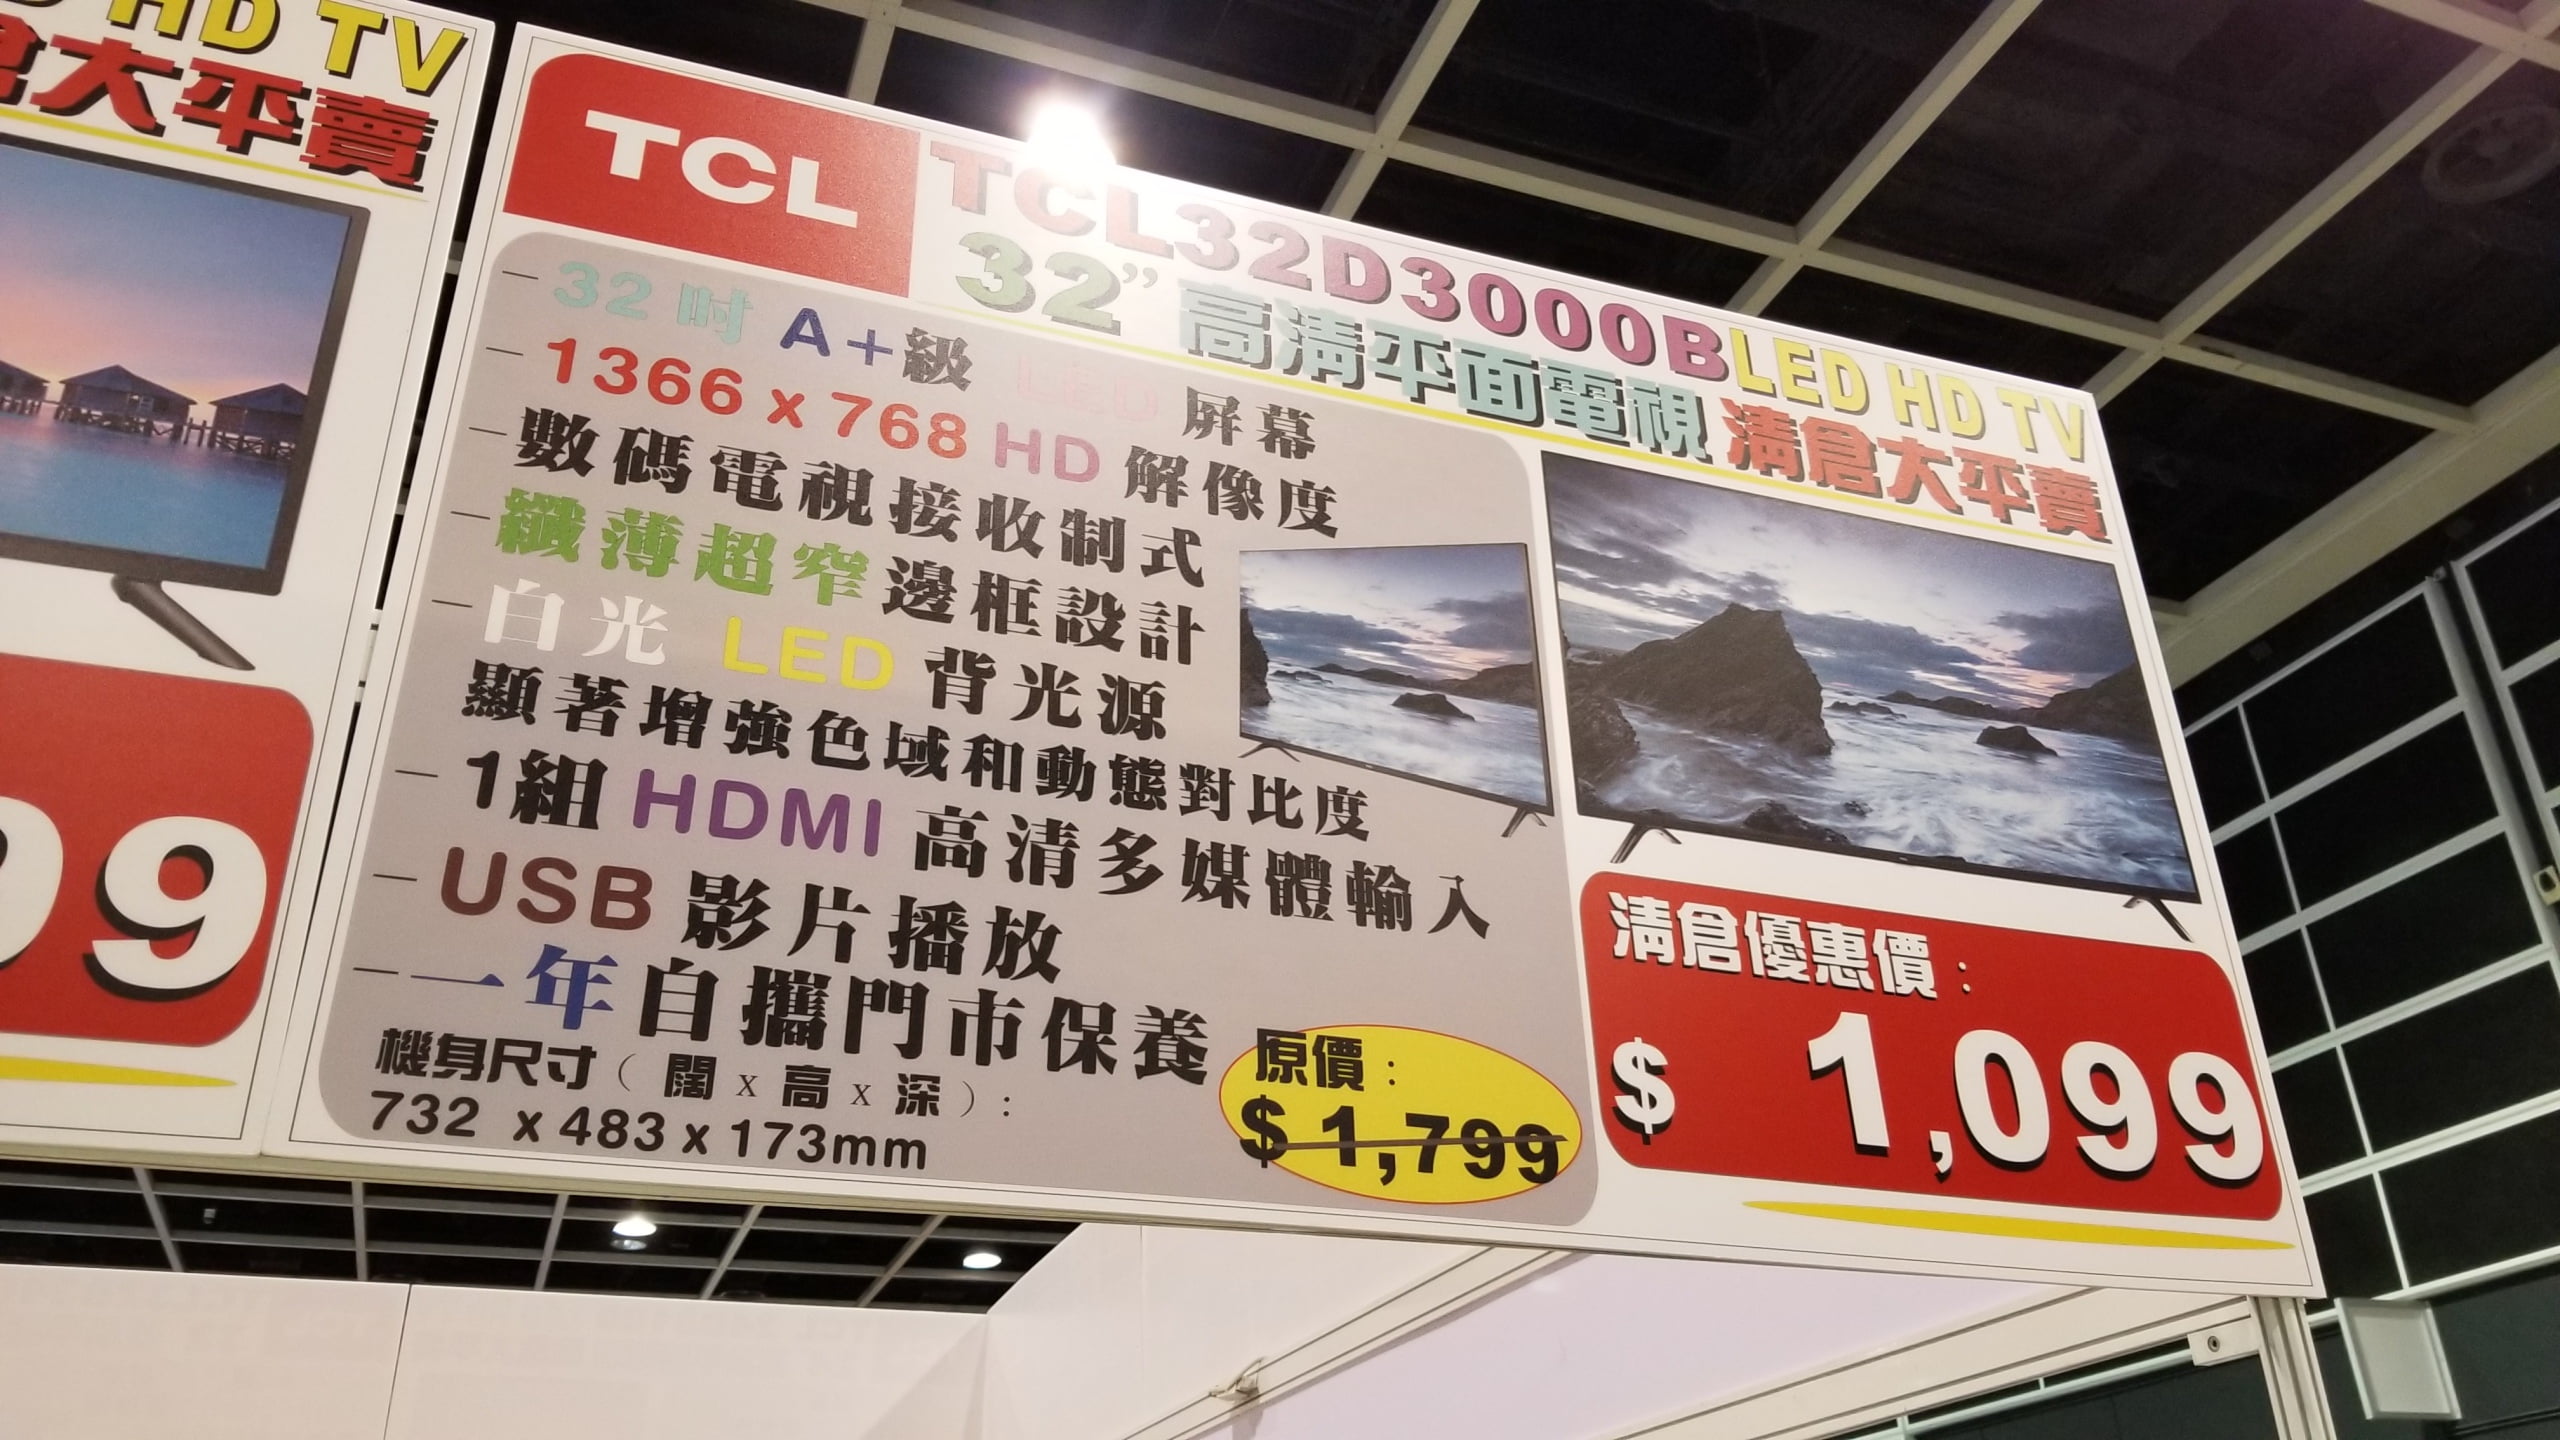 HD TV
大平賣
99
TCL
TCL32D3000BLED HD TV
32” 高清平面電視 清倉大平賣
－32 吋 A+級 LED 屏幕
－1366 x 768 HD 解像度
－數碼電視接收制式
－纖薄超窄邊框設計
－白光 LED 背光源
顯著增強色域和動態對比度
－1組 HDMI 高清多媒體輸入
－USB 影片播放
－一年自攜門市保養
機身尺寸（闊 x 高 x 深）:
732 x 483 x 173mm
原價：
$1,799
清倉優惠價：
$ 1,099